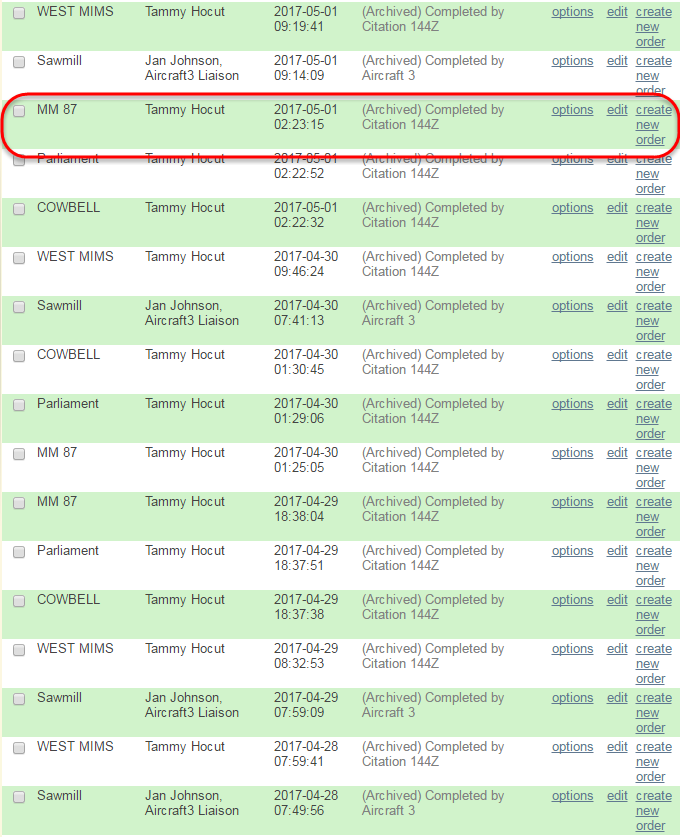 WEST MIMS Tammy Hocut 2017-05-01 (Archived) Completed by options edit create
09:19:41 Citation 144Z new
order
Sawmill Jan Johnson, 2017-05-01 (Archived) Completed by options edit create
Aircraft3 Liaison 09:14:09 Aircraft 3 new
order
MM 87 Tammy Hocut 2017-05-01 (Archived) Completed by options edit create
02:23:15 Citation 144Z new
order
Parliament Tammy Hocut 2017-05-01 (Archived) Completed by options edit create
02:22:52 Citation 144Z new
order
COWBELL Tammy Hocut 2017-05-01 (Archived) Completed by options edit create
02:22:32 Citation 144Z new
order
WEST MIMS Tammy Hocut 2017-04-30 (Archived) Completed by options edit create
09:46:24 Citation 144Z new
order
Sawmill Jan Johnson, 2017-04-30 (Archived) Completed by options edit create
Aircraft3 Liaison 07:41:13 Aircraft 3 new
order
COWBELL Tammy Hocut 2017-04-30 (Archived) Completed by options edit create
01:30:45 Citation 144Z new
order
Parliament Tammy Hocut 2017-04-30 (Archived) Completed by options edit create
01:29:06 Citation 144Z new
order
MM 87 Tammy Hocut 2017-04-30 (Archived) Completed by options edit create
01:25:05 Citation 144Z new
order
MM 87 Tammy Hocut 2017-04-29 (Archived) Completed by options edit create
18:38:04 Citation 144Z new
order
Parliament Tammy Hocut 2017-04-29 (Archived) Completed by options edit create
18:37:51 Citation 144Z new
order
COWBELL Tammy Hocut 2017-04-29 (Archived) Completed by options edit create
18:37:38 Citation 144Z new
order
WEST MIMS Tammy Hocut 2017-04-29 (Archived) Completed by options edit create
08:32:53 Citation 144Z new
order
Sawmill Jan Johnson, 2017-04-29 (Archived) Completed by options edit create
Aircraft3 Liaison 07:59:09 Aircraft 3 new
order
WEST MIMS Tammy Hocut 2017-04-28 (Archived) Completed by options edit create
07:59:41 Citation 144Z new
order
Sawmill Jan Johnson, 2017-04-28 (Archived) Completed by options edit create
Aircraft3 Liaison 07:49:56 Aircraft 3 new
order